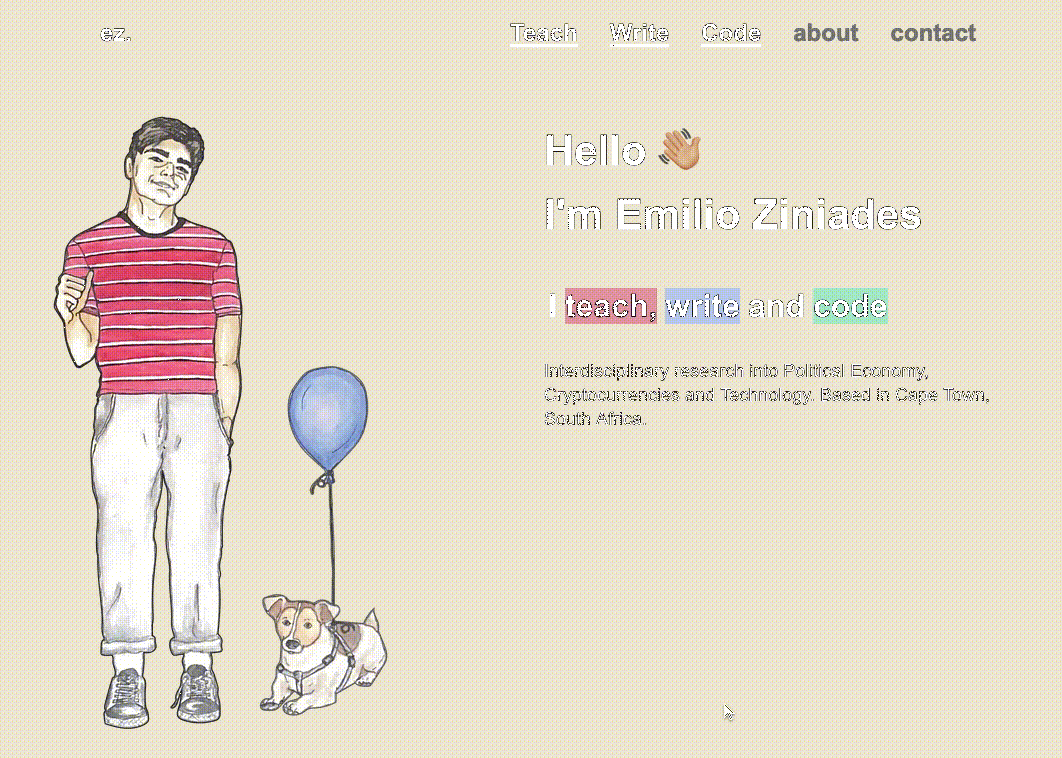 ez.
Teach Write Code about contact
Hello 👋
I'm Emilio Ziniades
I teach, write and code
Interdisciplinary research into Political Economy,
Cryptocurrencies and Technology. Based in Cape Town,
South Africa.